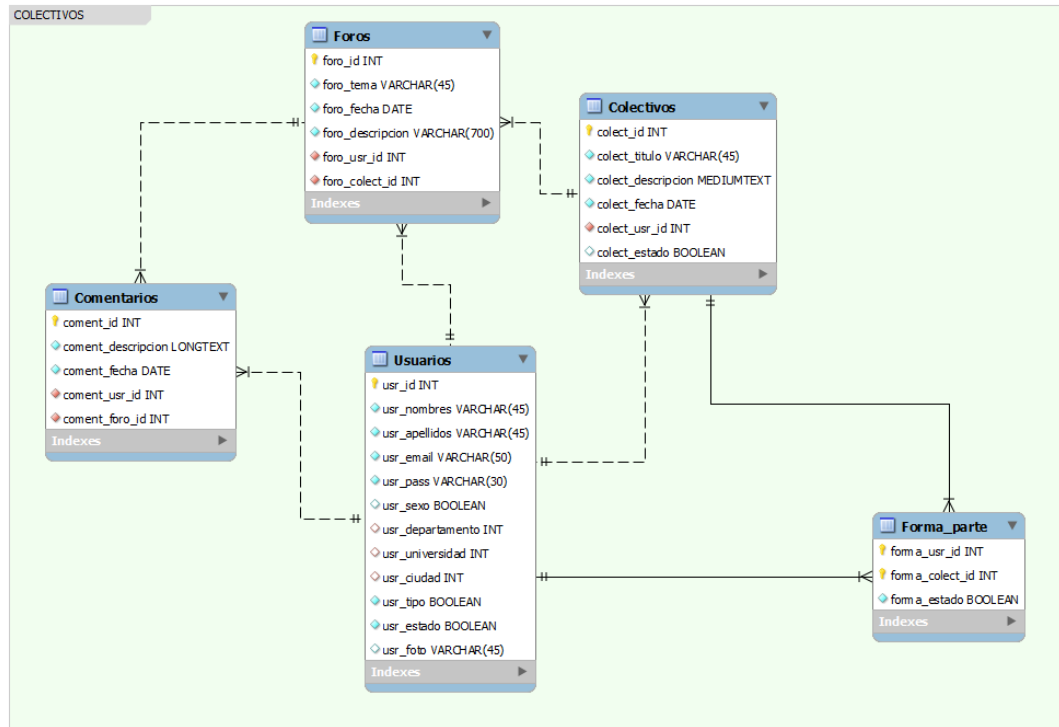 COLECTIVOS
Foros
foro_id INT
foro_tema VARCHAR(45)
foro_fecha DATE
foro_descripcion VARCHAR(700)
foro_usr_id INT
foro_colect_id INT
Indexes
Colectivos
colect_id INT
colect_titulo VARCHAR(45)
colect_descripcion MEDIUMTEXT
colect_fecha DATE
colect_usr_id INT
colect_estado BOOLEAN
Indexes
Comentarios
coment_id INT
coment_descripcion LONGTEXT
coment_fecha DATE
coment_usr_id INT
coment_foro_id INT
Indexes
Usuarios
usr_id INT
usr_nombres VARCHAR(45)
usr_apellidos VARCHAR(45)
usr_email VARCHAR(50)
usr_pass VARCHAR(30)
usr_sexo BOOLEAN
usr_departamento INT
usr_universidad INT
usr_ciudad INT
usr_tipo BOOLEAN
usr_estado BOOLEAN
usr_foto VARCHAR(45)
Indexes
Forma_parte
forma_usr_id INT
forma_colect_id INT
forma_estado BOOLEAN
Indexes